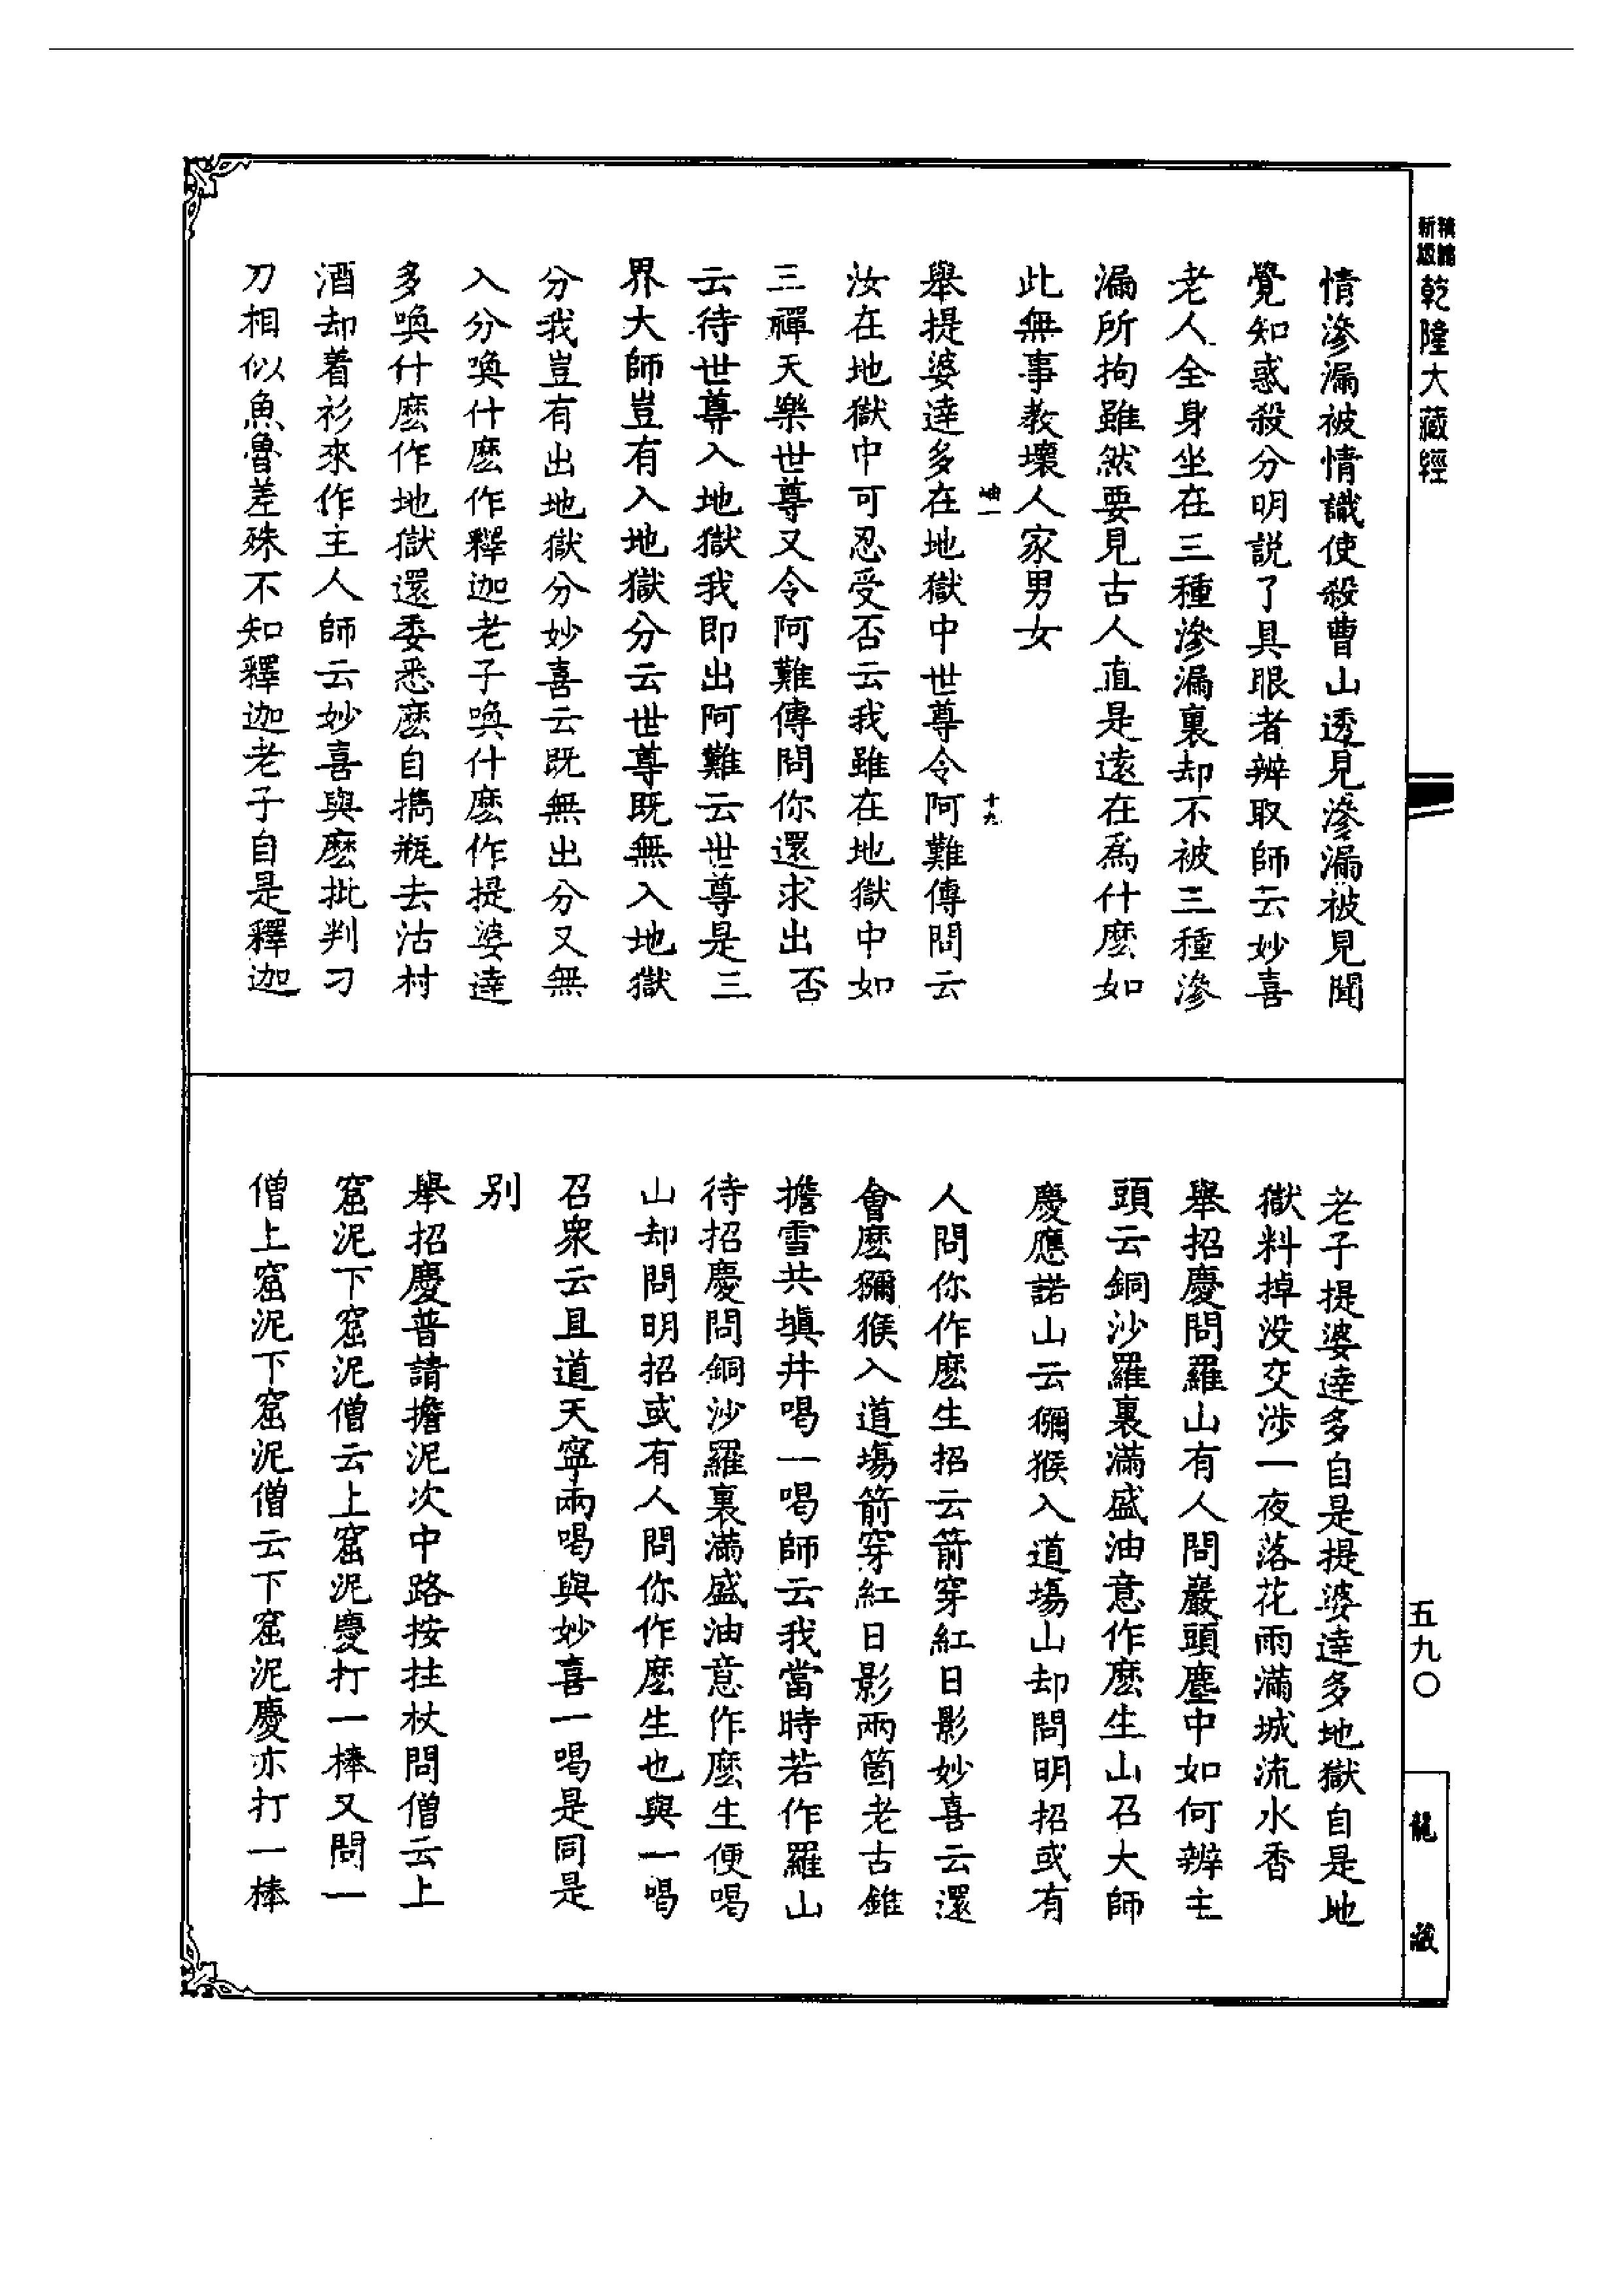 乾隆大藏經
情滲漏被情識使殺曹山透見滲漏被見聞
覺知惑殺分明説了具眼者辨取師云妙喜
老人全身坐在三種滲漏裏却不被三種滲
漏所拘雖然要見古人直是遠在爲什麽如
此無事教壞人家男女
十九
舉提婆達多在地獄中世尊令阿難傳問云
汝在地獄中可忍受否云我雖在地獄中如
三禪天樂世尊又令阿難傳問你還求出否
云待世尊入地獄我即出阿難云世尊是三
界大師豈有入地獄分云世尊既無入地獄
分我豈有出地獄分妙喜云既無出分又無
入分喚什麽作釋迦老子喚什麽作提婆達
多喚什麽作地獄還委悉麽自擕瓶去沽村
酒却着衫來作主人師云妙喜與麽批判刁
刀相似魚魯差殊不知釋迦老子自是釋迦
老子提婆達多自是提婆達多地獄自是地
獄料掉没交涉一夜落花雨滿城流水香
舉招慶問羅山有人問巖頭塵中如何辨主
頭云銅沙羅裏滿盛油意作麽生山召大師
慶應諾山云獼猴入道場山却問明招或有
人問你作麽生招云箭穿紅日影妙喜云還
會麽獼猴入道場箭穿紅日影兩箇老古錐
擔雪共塡井喝一喝師云我當時若作羅山
待招慶問銅沙羅裏滿盛油意作麽生便喝
山却問明招或有人問你作麽生也與一喝
召衆云且道天寧兩喝與妙喜一喝是同是
别
舉招慶普請擔泥次中路按拄杖問僧云上
窟泥下窟泥僧云上窟泥慶打一棒又問一
僧上窟泥下窟泥僧云下窟泥慶亦打一棒
五九〇
龍藏